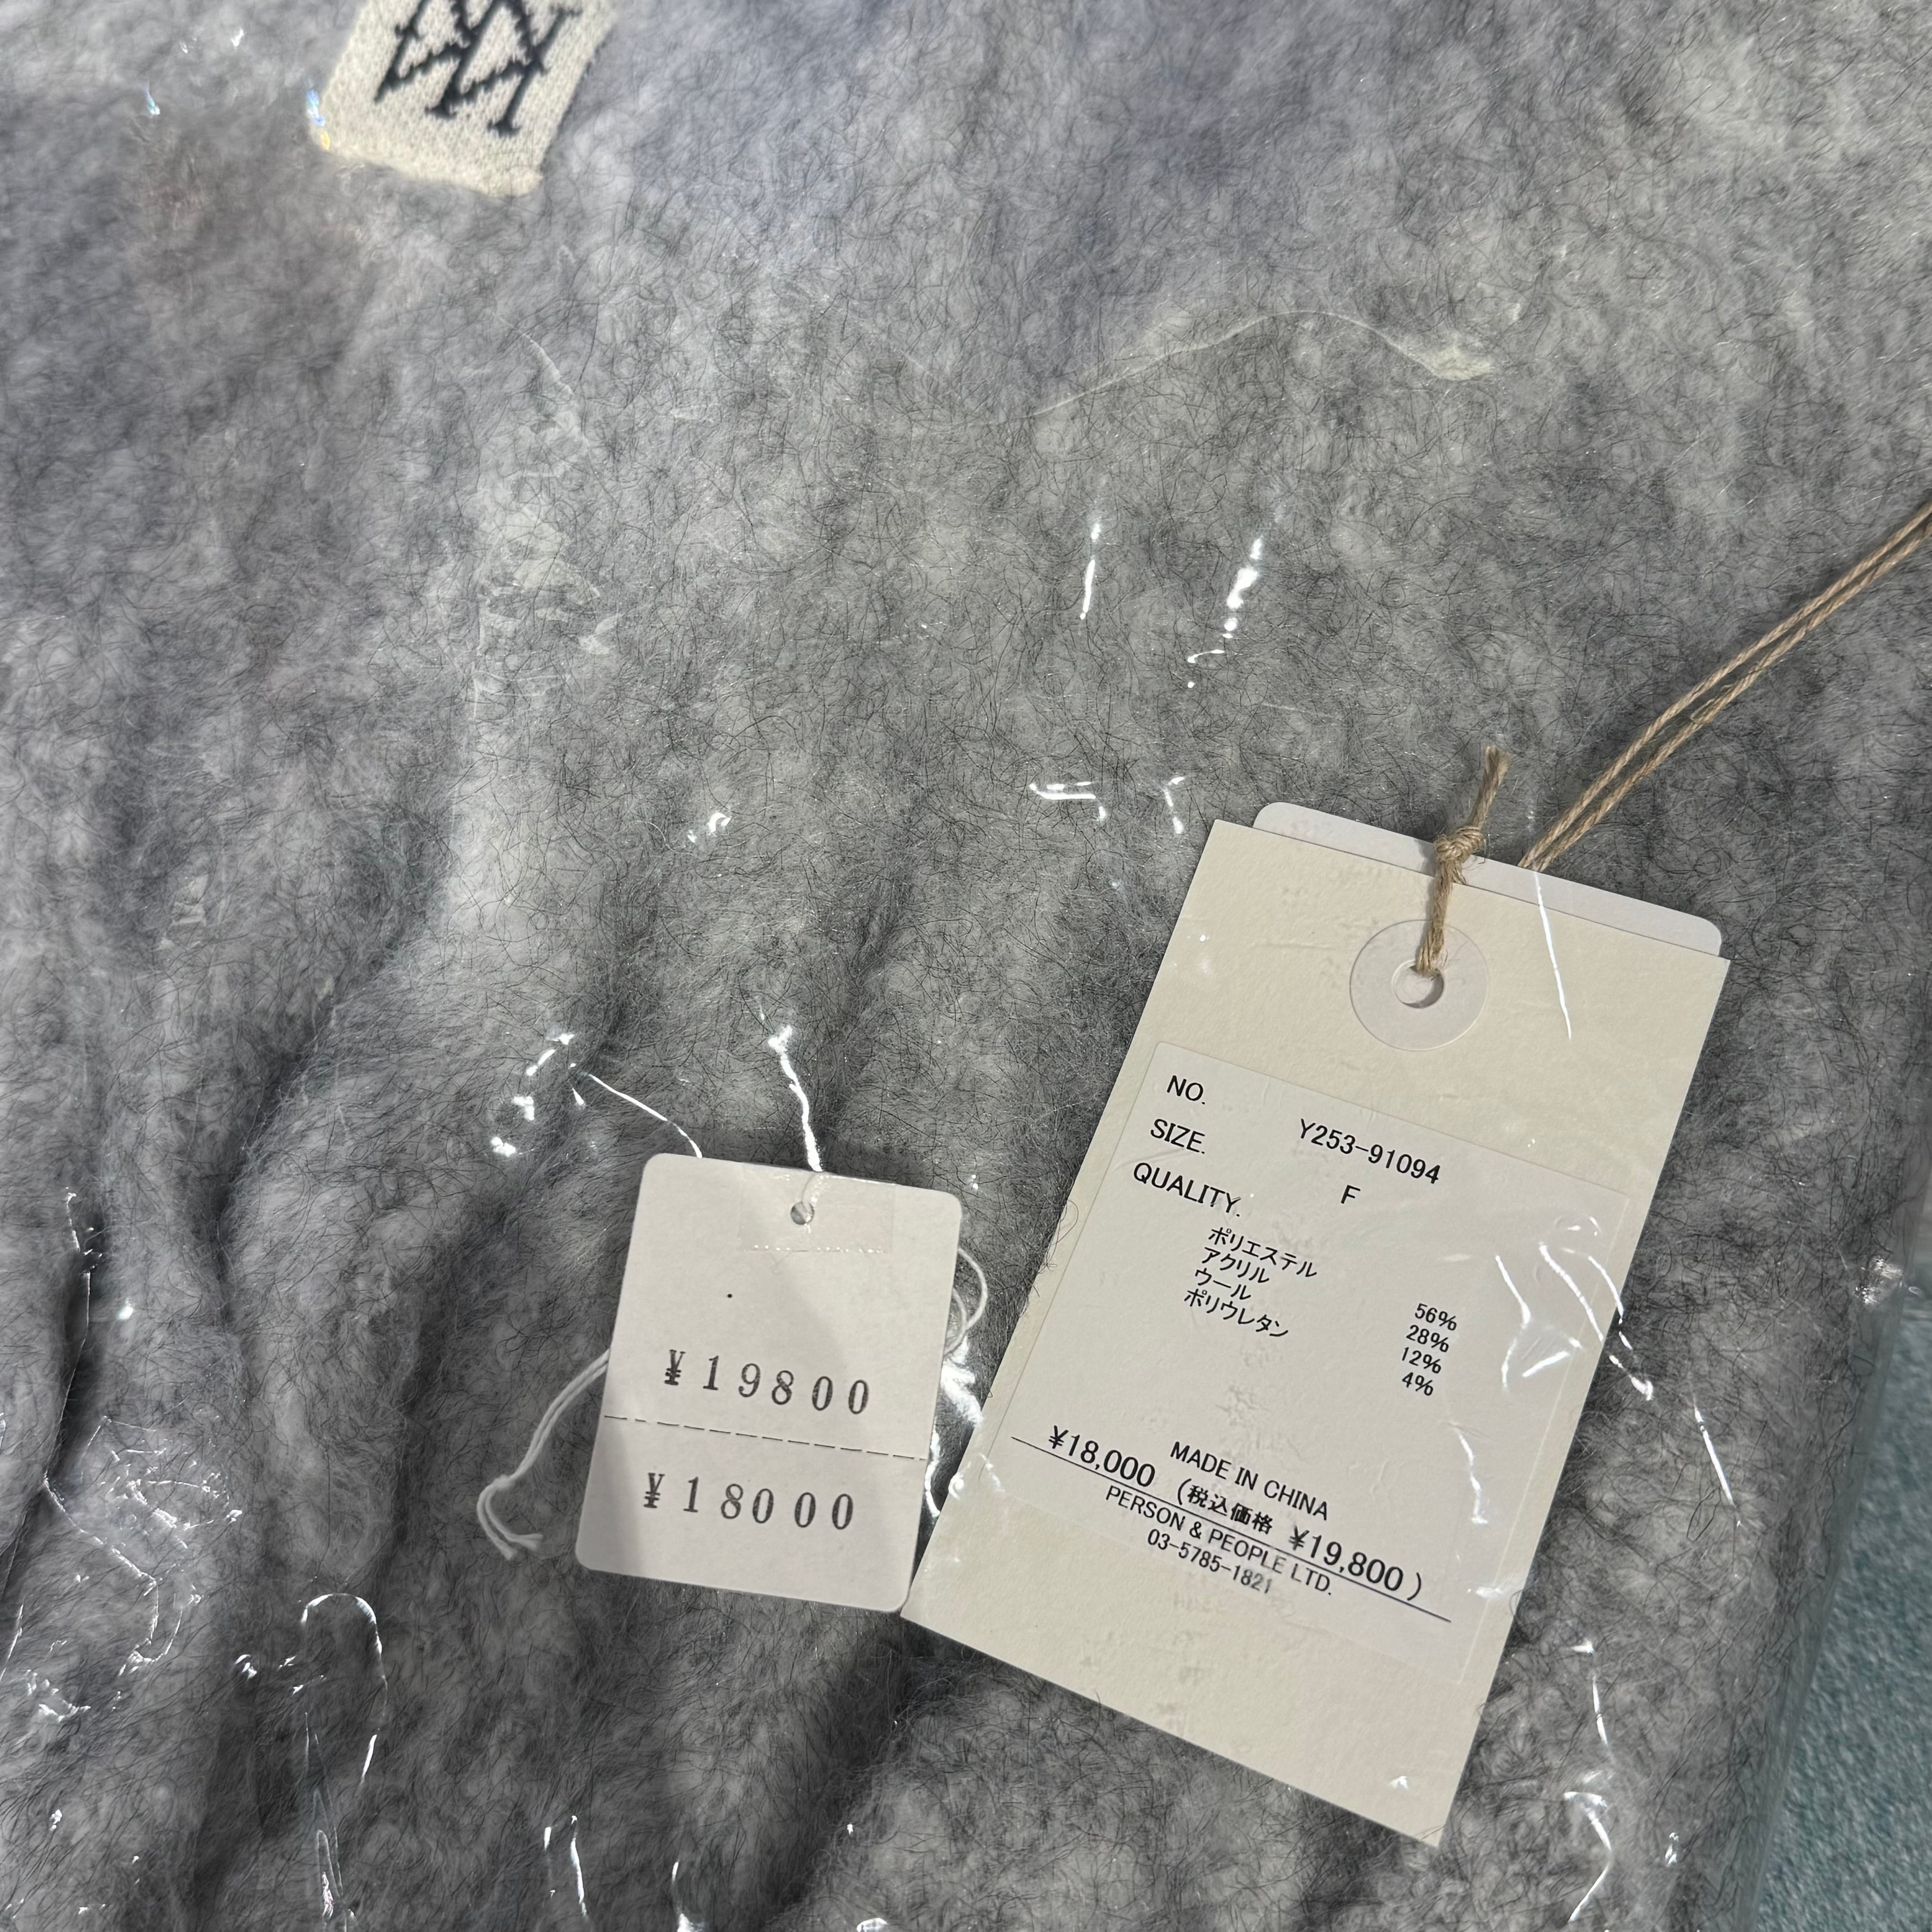 ¥19800
¥18000
NO. Y253-91094
SIZE. F
QUALITY.
ポリエステル 56%
アクリル 28%
ウール 12%
ポリウレタン 4%
MADE IN CHINA
¥18,000 (税込価格 ¥19,800)
PERSON & PEOPLE LTD.
03-5785-1821